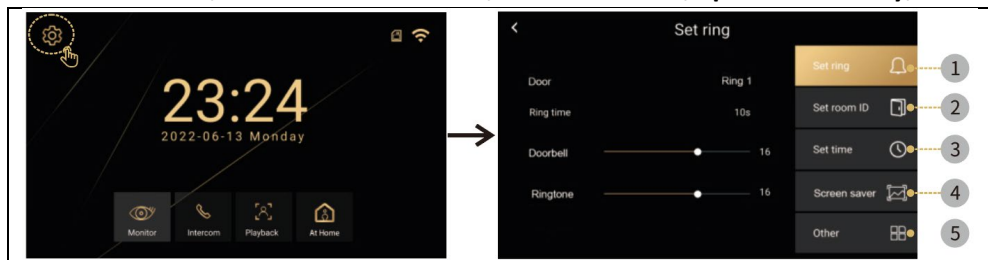 23:24
2022-06-13 Monday
Monitor
Intercom
Playback
At Home
Set ring
Door
Ring 1
Ring time
10s
Doorbell
16
Ringtone
16
Set ring
1
Set room ID
2
Set time
3
Screen saver
4
Other
5